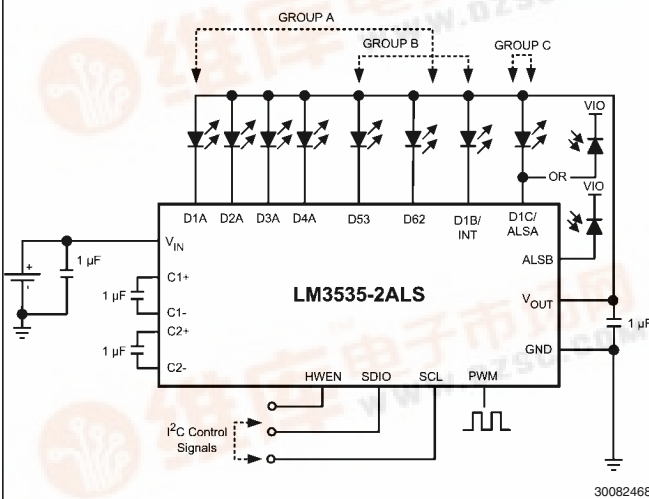 GROUP A
GROUP B
GROUP C
VIO
OR
VIO
D1A
D2A
D3A
D4A
D53
D62
D1B/
INT
D1C/
ALSA
VIN
ALSB
1 µF
C1+
1 µF
C1-
LM3535-2ALS
VOUT
C2+
1 µF
1 µF
C2-
GND
HWEN
SDIO
SCL
PWM
I2C Control
Signals
30082468